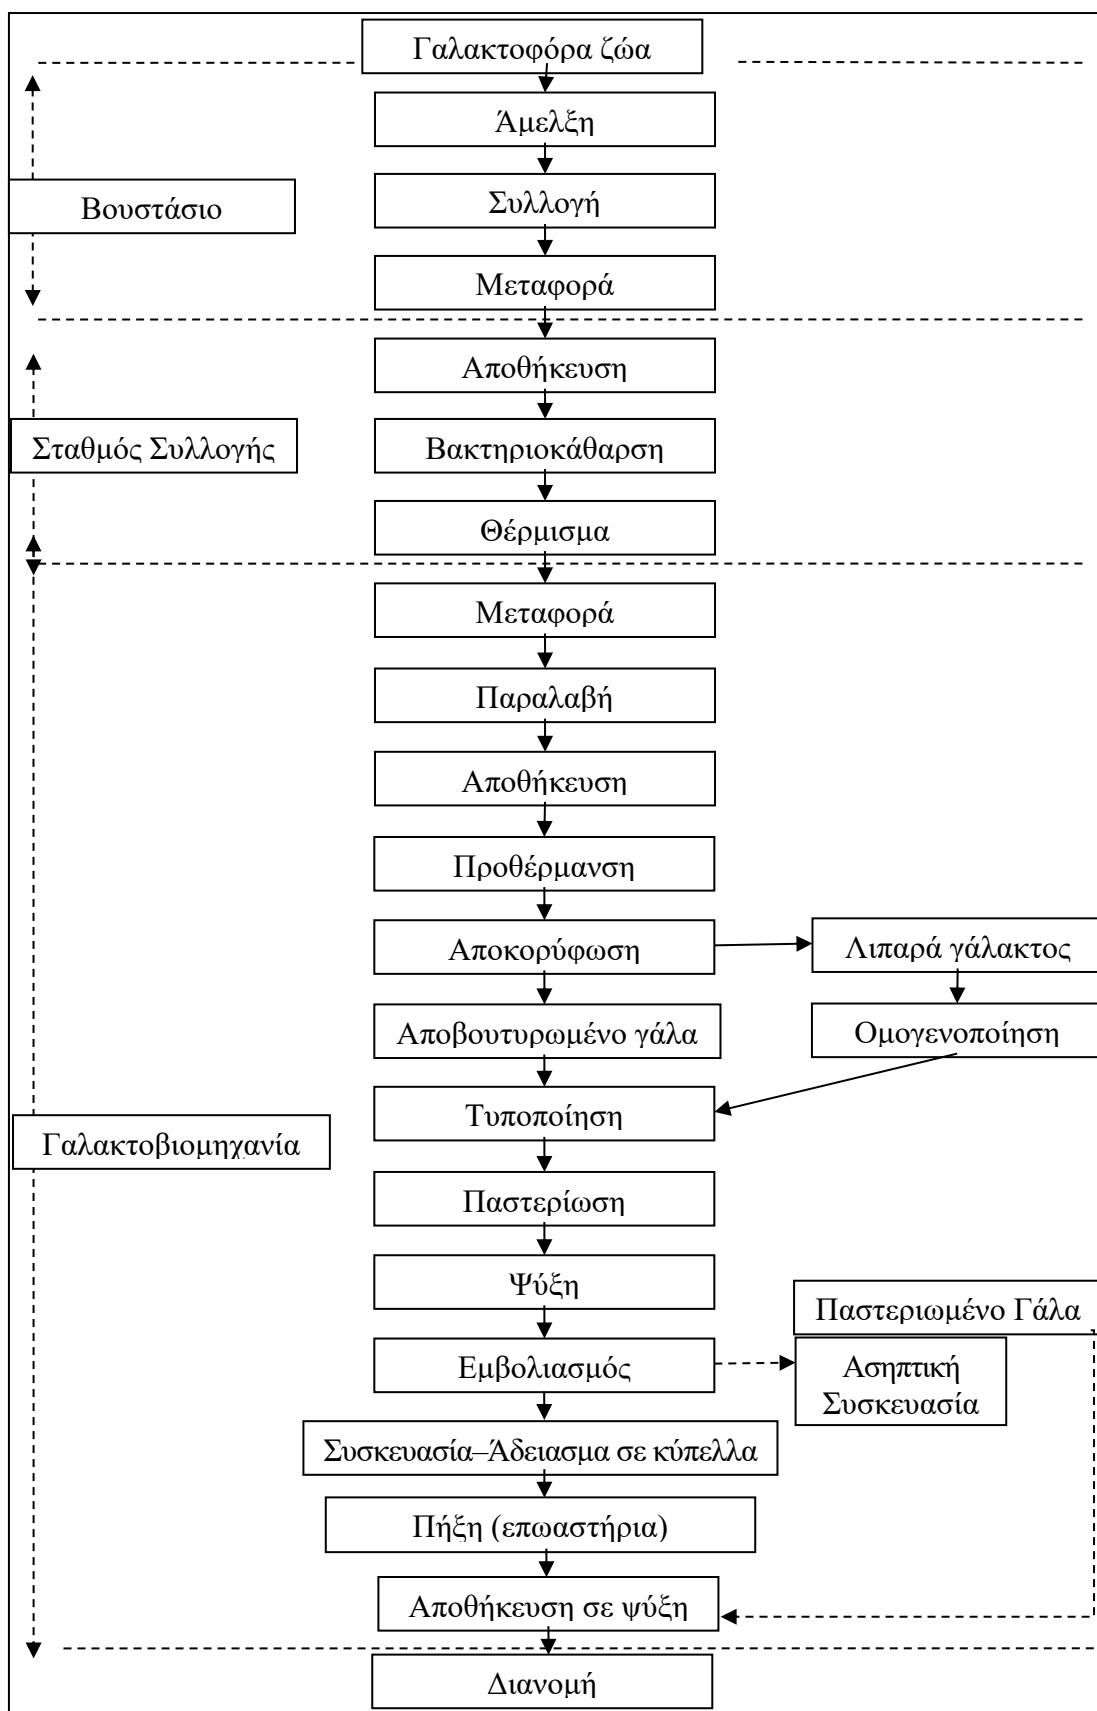 Γαλακτοφόρα ζώα
Άμελξη
Συλλογή
Βουστάσιο
Μεταφορά
Αποθήκευση
Σταθμός Συλλογής
Βακτηριοκάθαρση
Θέρμισμα
Μεταφορά
Παραλαβή
Αποθήκευση
Προθέρμανση
Αποκορύφωση
Λιπαρά γάλακτος
Αποβουτυρωμένο γάλα
Ομογενοποίηση
Τυποποίηση
Γαλακτοβιομηχανία
Παστερίωση
Ψύξη
Παστεριωμένο Γάλα
Εμβολιασμός
Ασηπτική
Συσκευασία
Συσκευασία–Άδειασμα σε κύπελλα
Πήξη (επωαστήρια)
Αποθήκευση σε ψύξη
Διανομή